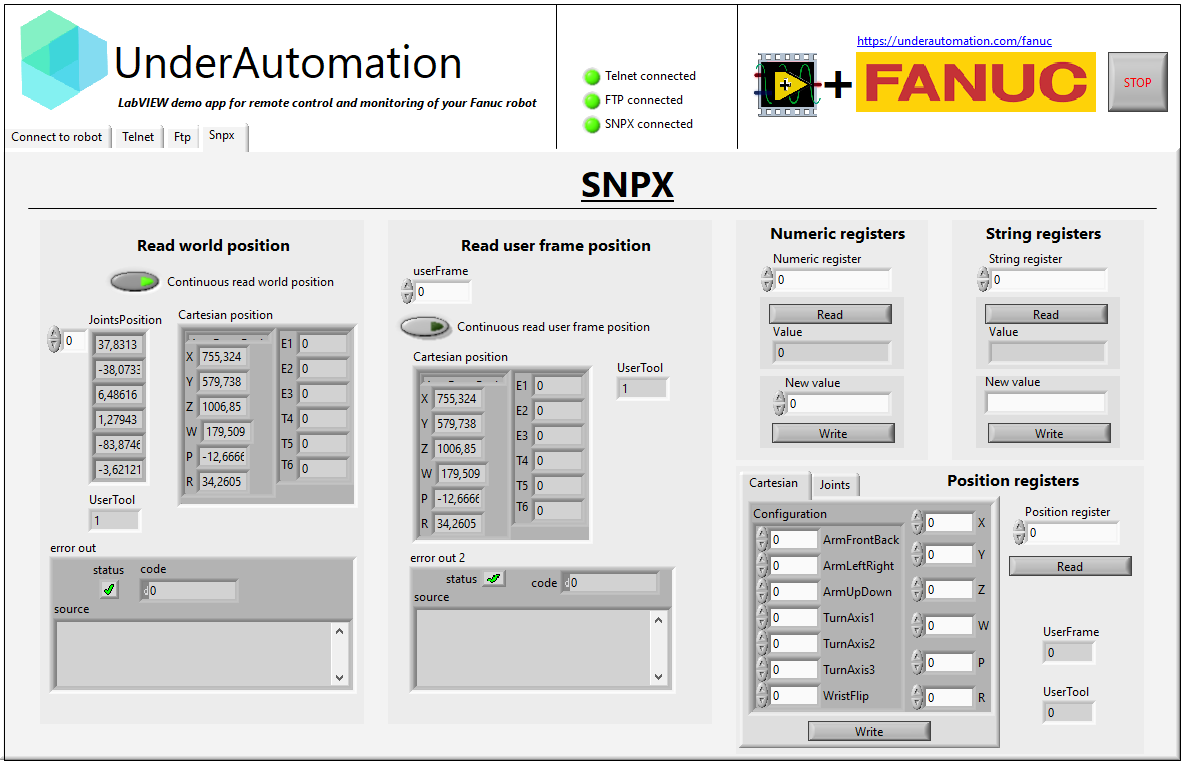 UnderAutomation
LabVIEW demo app for remote control and monitoring of your Fanuc robot
Telnet connected
FTP connected
SNPX connected
https://underautomation.com/fanuc
+ FANUC
STOP
Connect to robot Telnet Ftp Snpx
SNPX
Read world position
Continuous read world position
JointsPosition
0
37,8313
-38,073
6,48616
1,27943
-83,8746
-3,62121
UserTool
1
Cartesian position
X 755,324
Y 579,738
Z 1006,85
W 179,509
P -12,6666
R 34,2605
E1 0
E2 0
E3 0
T4 0
T5 0
T6 0
error out
status code
0
source
Read user frame position
userFrame
0
Continuous read user frame position
Cartesian position
X 755,324
Y 579,738
Z 1006,85
W 179,509
P -12,6666
R 34,2605
E1 0
E2 0
E3 0
T4 0
T5 0
T6 0
UserTool
1
error out 2
status code 0
source
Numeric registers
Numeric register
0
Read
Value
0
New value
0
Write
String registers
String register
0
Read
Value
New value
Write
Position registers
Cartesian Joints
Configuration
0 ArmFrontBack
0 ArmLeftRight
0 ArmUpDown
0 TurnAxis1
0 TurnAxis2
0 TurnAxis3
0 WristFlip
0 X
0 Y
0 Z
0 W
0 P
0 R
Write
Position register
0
Read
UserFrame
0
UserTool
0